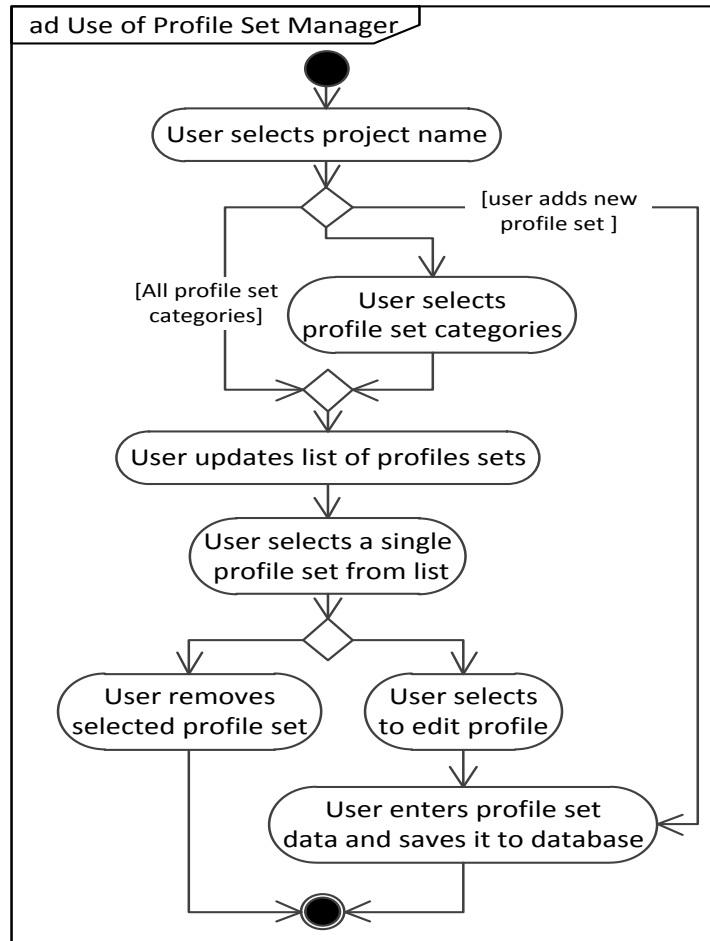 ad Use of Profile Set Manager
User selects project name
[user adds new
profile set ]
[All profile set
categories]
User selects
profile set categories
User updates list of profiles sets
User selects a single
profile set from list
User removes
selected profile set
User selects
to edit profile
User enters profile set
data and saves it to database